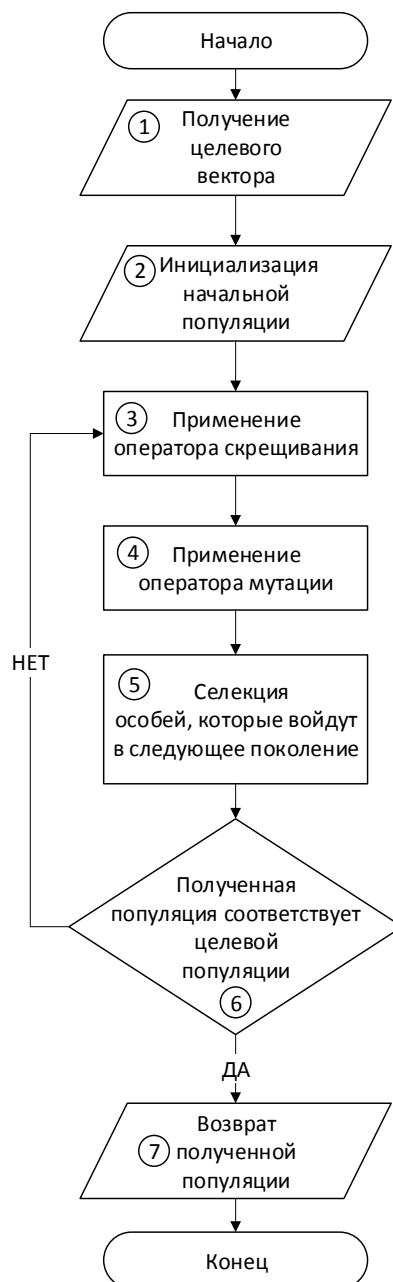 Начало
① Получение
целевого
вектора
② Инициализация
начальной
популяции
③ Применение
оператора скрещивания
④ Применение
оператора мутации
НЕТ
⑤ Селекция
особей, которые войдут
в следующее поколение
Полученная
популяция соответствует
целевой
популяции
⑥
ДА
Возврат
⑦ полученной
популяции
Конец